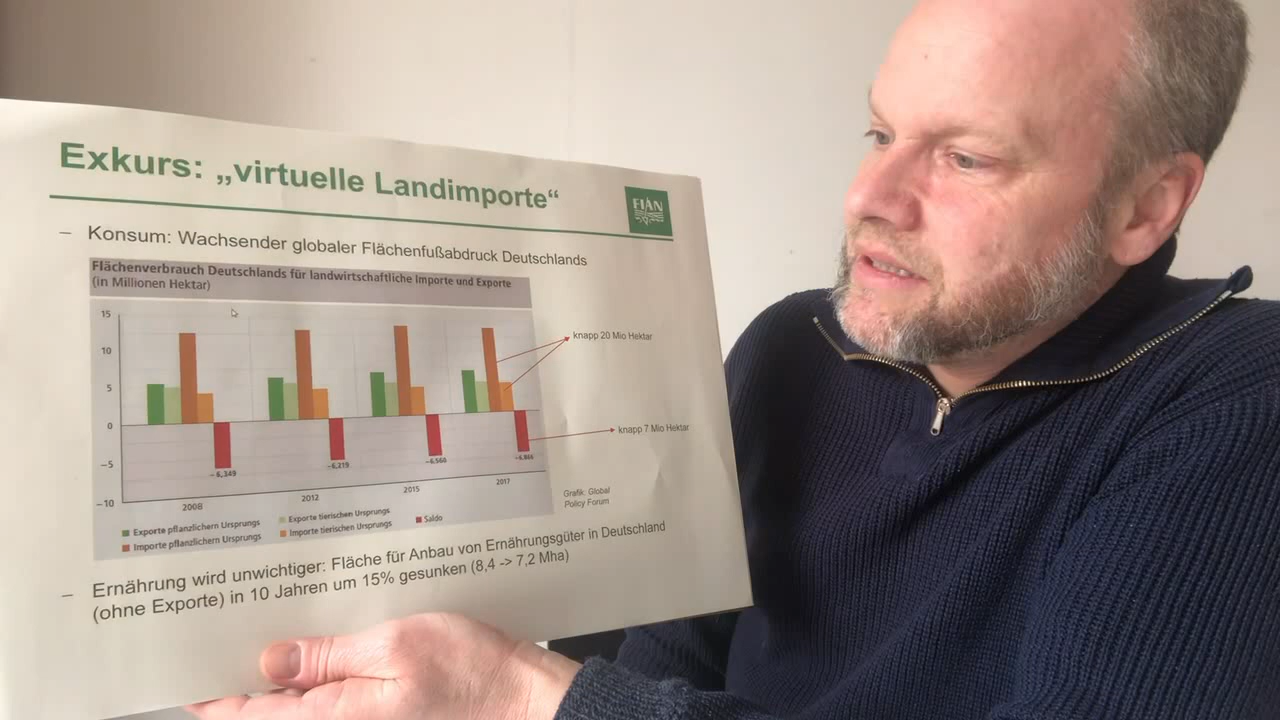 Exkurs: „virtuelle Landimporte“
FIAN
– Konsum: Wachsender globaler Flächenfußabdruck Deutschlands
Flächenverbrauch Deutschlands für landwirtschaftliche Importe und Exporte
(in Millionen Hektar)
15
10
5
0
–5
–10
knapp 20 Mio Hektar
knapp 7 Mio Hektar
–6,349
–6,219
–6,560
–6,866
2008
2012
2015
2017
Grafik: Global
Policy Forum
Exporte pflanzlichern Ursprungs
Exporte tierischen Ursprungs
Saldo
Importe pflanzlichern Ursprungs
Importe tierischen Ursprungs
– Ernährung wird unwichtiger: Fläche für Anbau von Ernährungsgüter in Deutschland
(ohne Exporte) in 10 Jahren um 15% gesunken (8,4 -> 7,2 Mha)